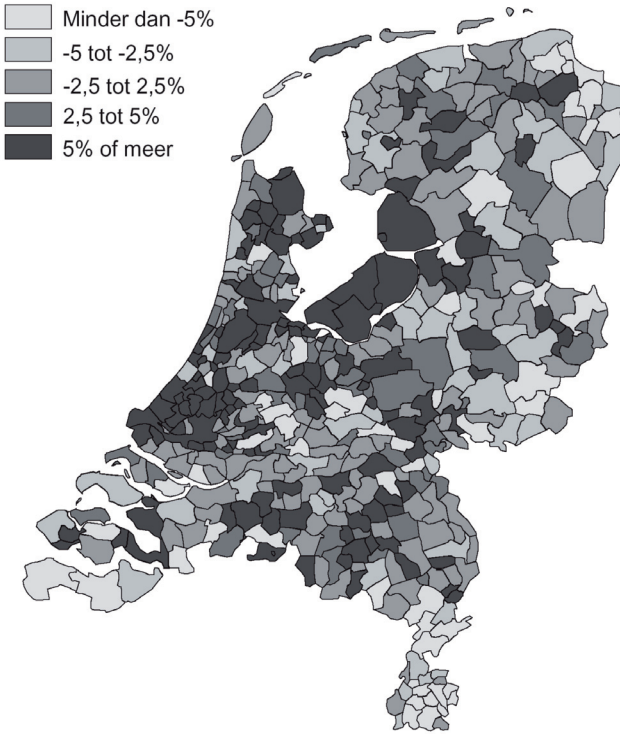 Minder dan -5%
-5 tot -2,5%
-2,5 tot 2,5%
2,5 tot 5%
5% of meer